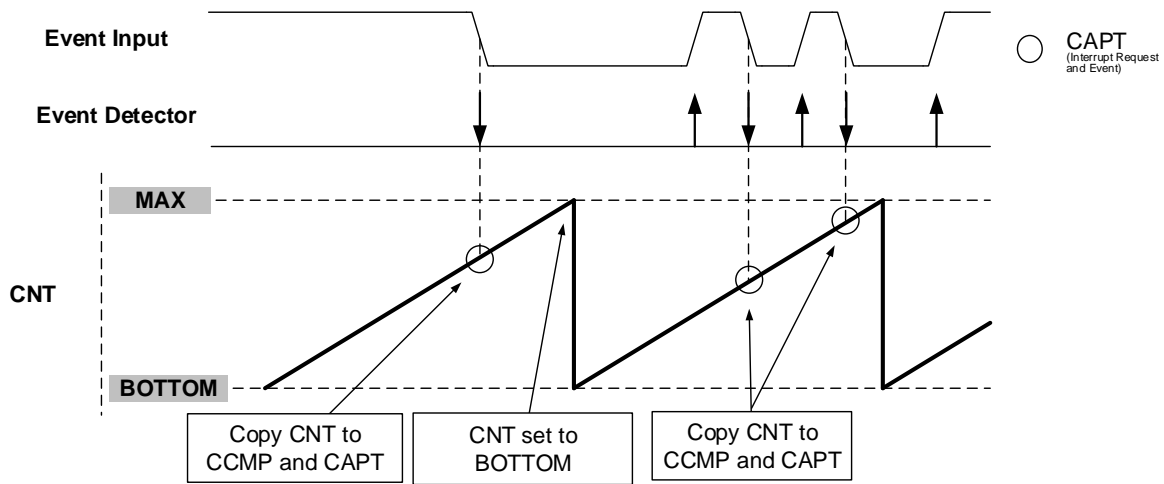 Event Input
CAPT
(Interrupt Request
and Event)
Event Detector
MAX
CNT
BOTTOM
Copy CNT to
CCMP and CAPT
CNT set to
BOTTOM
Copy CNT to
CCMP and CAPT